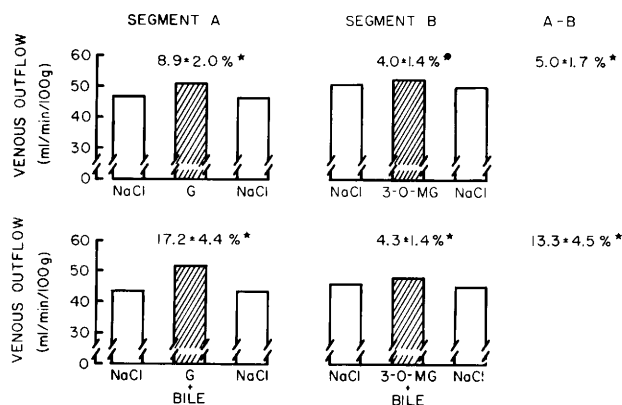 SEGMENT A SEGMENT B A-B
8.9±2.0%* 4.0±1.4%* 5.0±1.7%*
VENOUS OUTFLOW
(ml/min/100g)
60
50
40
30
0
NaCl G NaCl NaCl 3-O-MG NaCl
17.2±4.4%* 4.3±1.4%* 13.3±4.5%*
VENOUS OUTFLOW
(ml/min/100g)
60
50
40
30
0
NaCl G NaCl NaCl 3-O-MG NaCl
+ +
BILE BILE